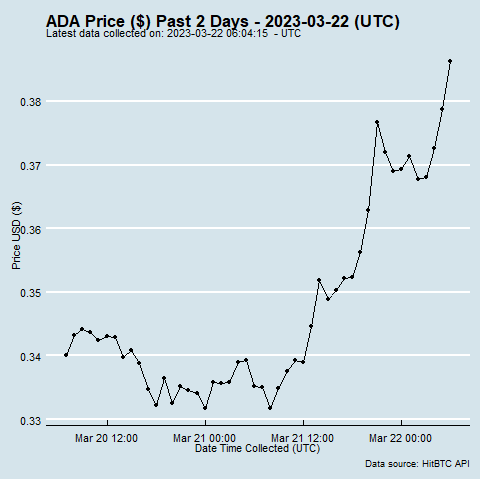 ADA Price ($) Past 2 Days - 2023-03-22 (UTC)
Latest data collected on: 2023-03-22 06:04:15 - UTC
0.38
0.37
0.36
0.35
0.34
0.33
Price USD ($)
Mar 20 12:00 Mar 21 00:00 Mar 21 12:00 Mar 22 00:00
Date Time Collected (UTC)
Data source: HitBTC API